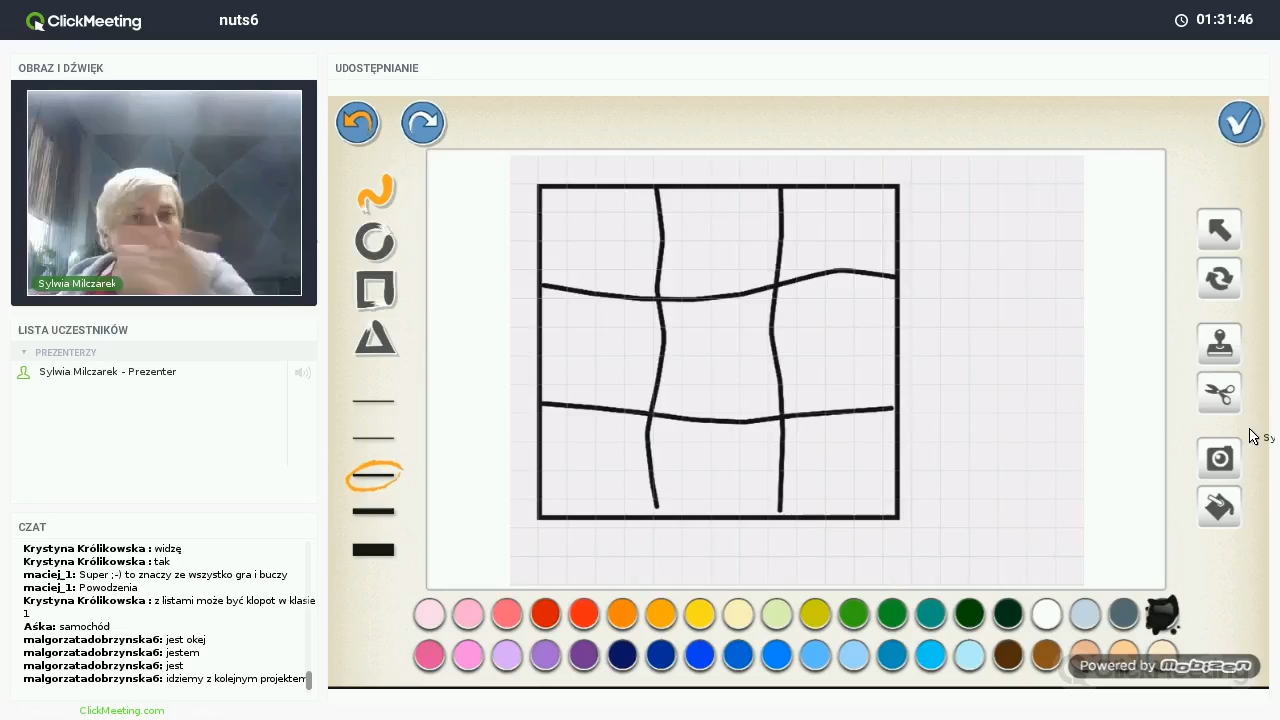 ClickMeeting
nuts6
01:31:46
OBRAZ I DŹWIĘK
UDOSTĘPNIANIE
Sylwia Milczarek
LISTA UCZESTNIKÓW
PREZENTERZY
Sylwia Milczarek - Prezenter
Sy
CZAT
Krystyna Królikowska : widzę
Krystyna Królikowska : tak
maciej_1: Super ;-) to znaczy ze wszystko gra i buczy
maciej_1: Powodzenia
Krystyna Królikowska : z listami może być klopot w klasie
1.
Aśka: samochód
malgorzatadobrzynska6: jest okej
malgorzatadobrzynska6: jestem
malgorzatadobrzynska6: jest
malgorzatadobrzynska6: idziemy z kolejnym projektem
Powered by Mobizen
ClickMeeting
ClickMeeting.com